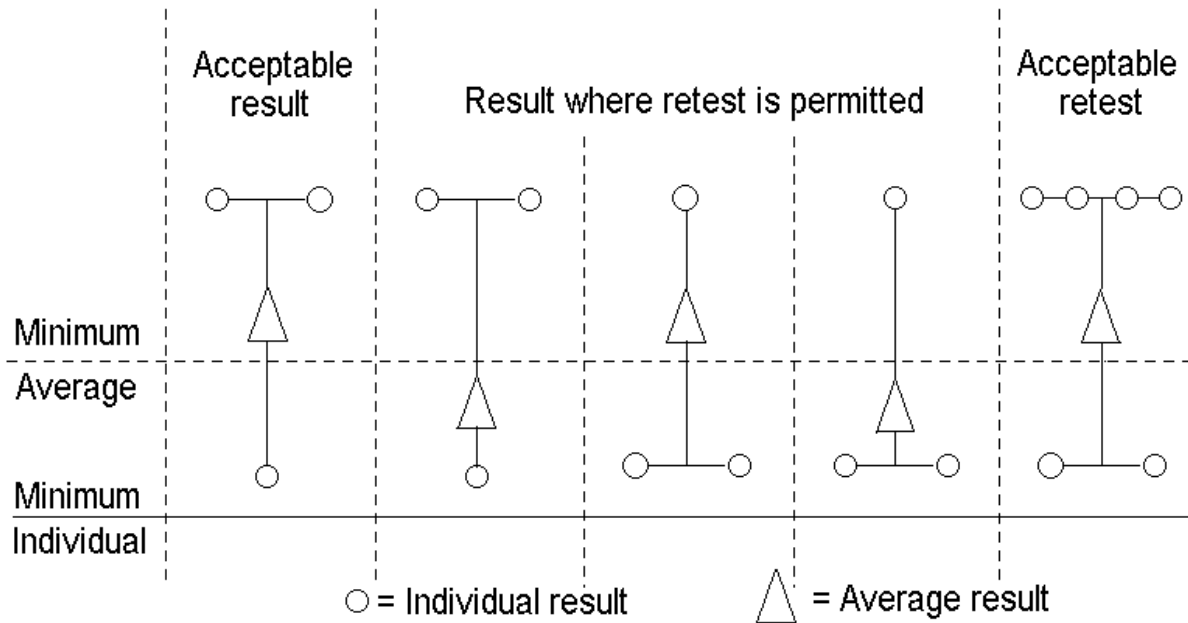 Acceptable
result
Result where retest is permitted
Acceptable
retest
Minimum
Average
Minimum
Individual
= Individual result
= Average result